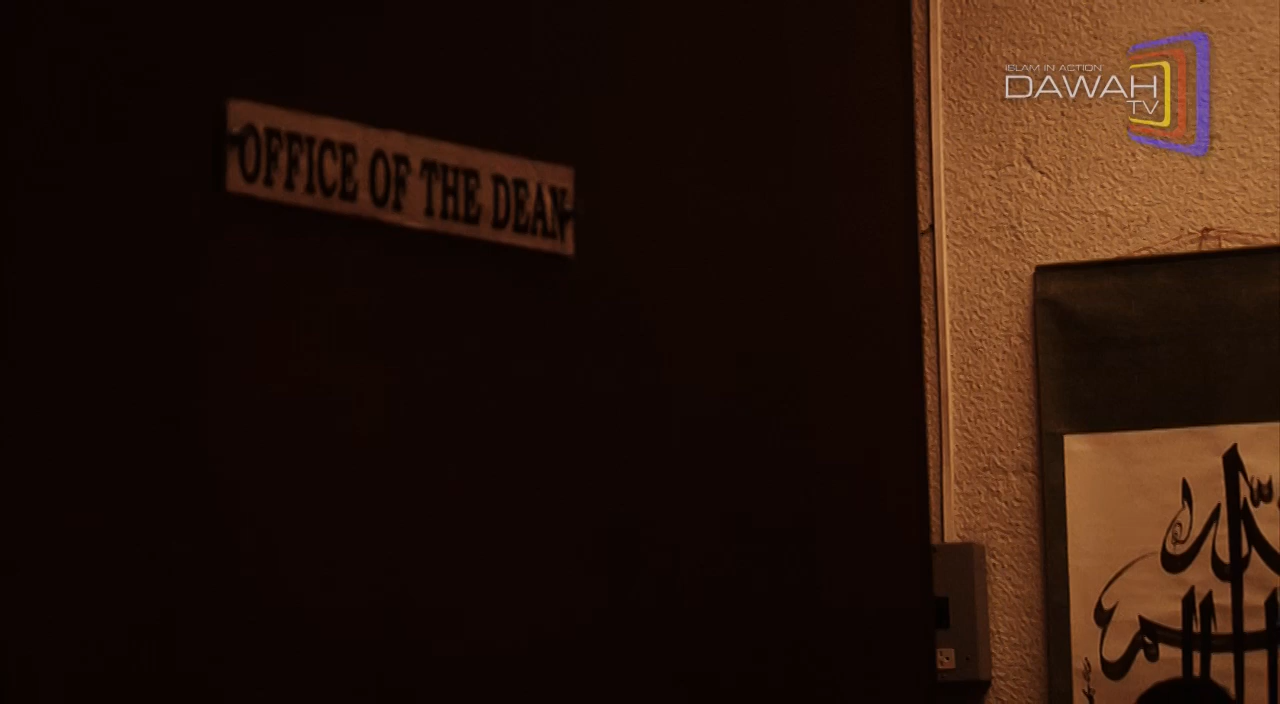 OFFICE OF THE DEAN
ISLAM IN ACTION
DAWAH
TV